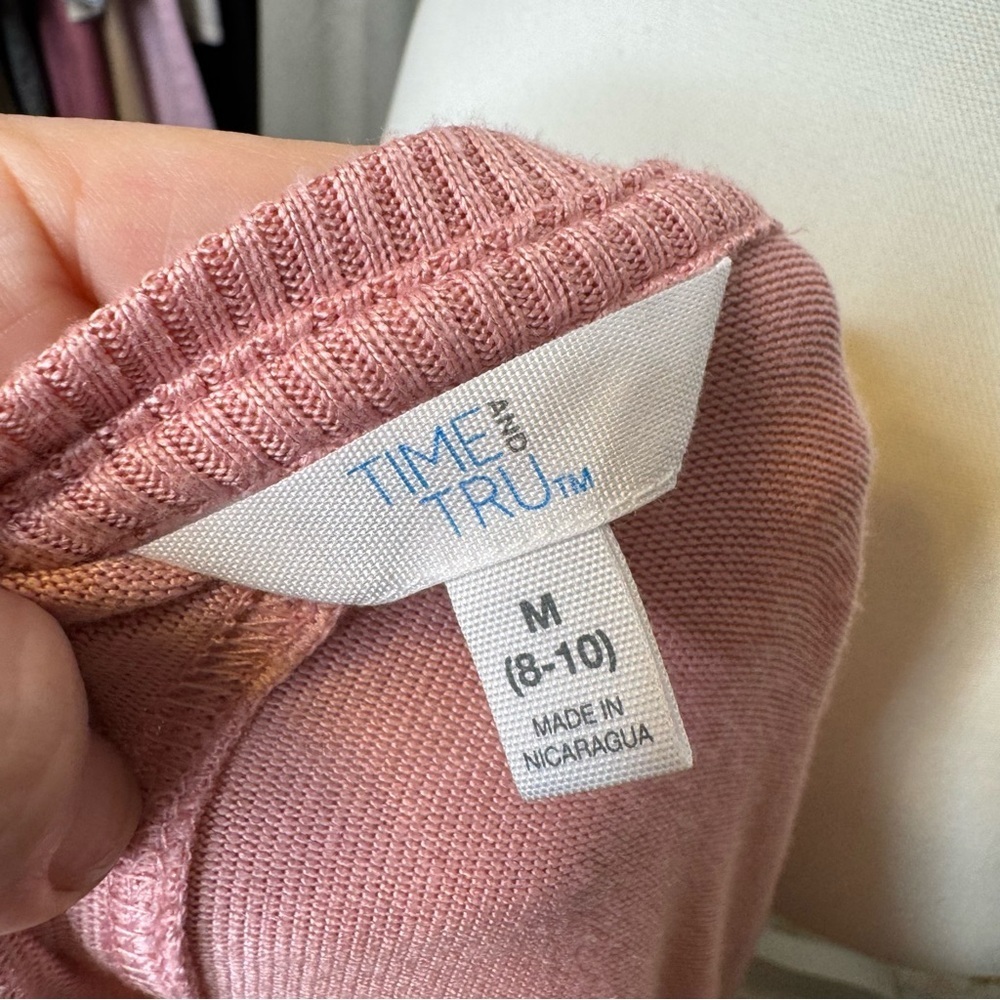 TIME AND
TRU™
M
(8-10)
MADE IN
NICARAGUA